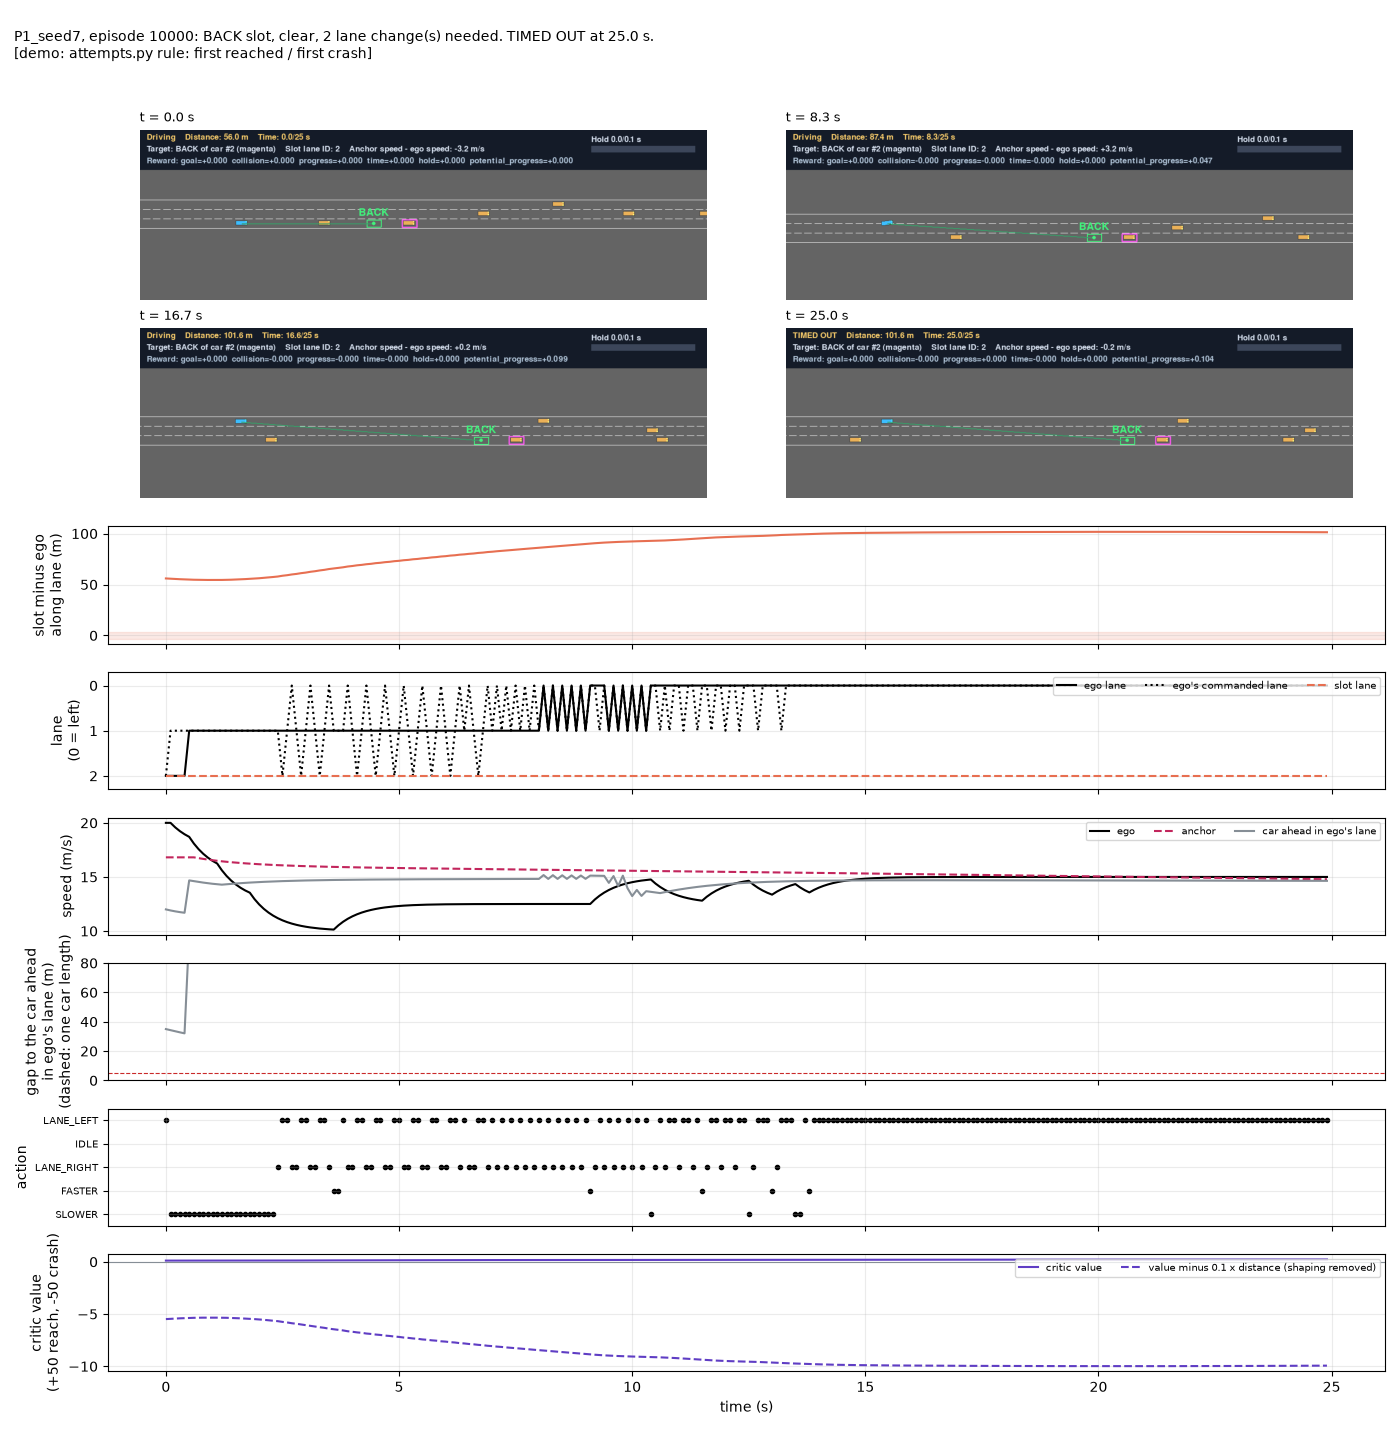 P1_seed7, episode 10000: BACK slot, clear, 2 lane change(s) needed. TIMED OUT at 25.0 s.
[demo: attempts.py rule: first reached / first crash]
t = 0.0 s
Driving Distance: 56.0 m Time: 0.0/25 s
Hold 0.0/0.1 s
Target: BACK of car #2 (magenta) Slot lane ID: 2 Anchor speed - ego speed: -3.2 m/s
Reward: goal=+0.000 collision=+0.000 progress=+0.000 time=+0.000 hold=+0.000 potential_progress=+0.000
BACK
t = 8.3 s
Driving Distance: 87.4 m Time: 8.3/25 s
Hold 0.0/0.1 s
Target: BACK of car #2 (magenta) Slot lane ID: 2 Anchor speed - ego speed: +3.2 m/s
Reward: goal=+0.000 collision=-0.000 progress=-0.000 time=-0.000 hold=+0.000 potential_progress=+0.047
BACK
t = 16.7 s
Driving Distance: 101.6 m Time: 16.6/25 s
Hold 0.0/0.1 s
Target: BACK of car #2 (magenta) Slot lane ID: 2 Anchor speed - ego speed: +0.2 m/s
Reward: goal=+0.000 collision=-0.000 progress=-0.000 time=-0.000 hold=+0.000 potential_progress=+0.099
BACK
t = 25.0 s
TIMED OUT Distance: 101.6 m Time: 25.0/25 s
Hold 0.0/0.1 s
Target: BACK of car #2 (magenta) Slot lane ID: 2 Anchor speed - ego speed: -0.2 m/s
Reward: goal=+0.000 collision=-0.000 progress=+0.000 time=-0.000 hold=+0.000 potential_progress=+0.104
BACK
slot minus ego
along lane (m)
100
50
0
lane
(0 = left)
0
1
2
ego lane
ego's commanded lane
slot lane
speed (m/s)
20
15
10
ego
anchor
car ahead in ego's lane
gap to the car ahead
in ego's lane (m)
(dashed: one car length)
80
60
40
20
0
action
LANE_LEFT
IDLE
LANE_RIGHT
FASTER
SLOWER
critic value
(+50 reach, -50 crash)
0
−5
−10
critic value
value minus 0.1 x distance (shaping removed)
0
5
10
15
20
25
time (s)